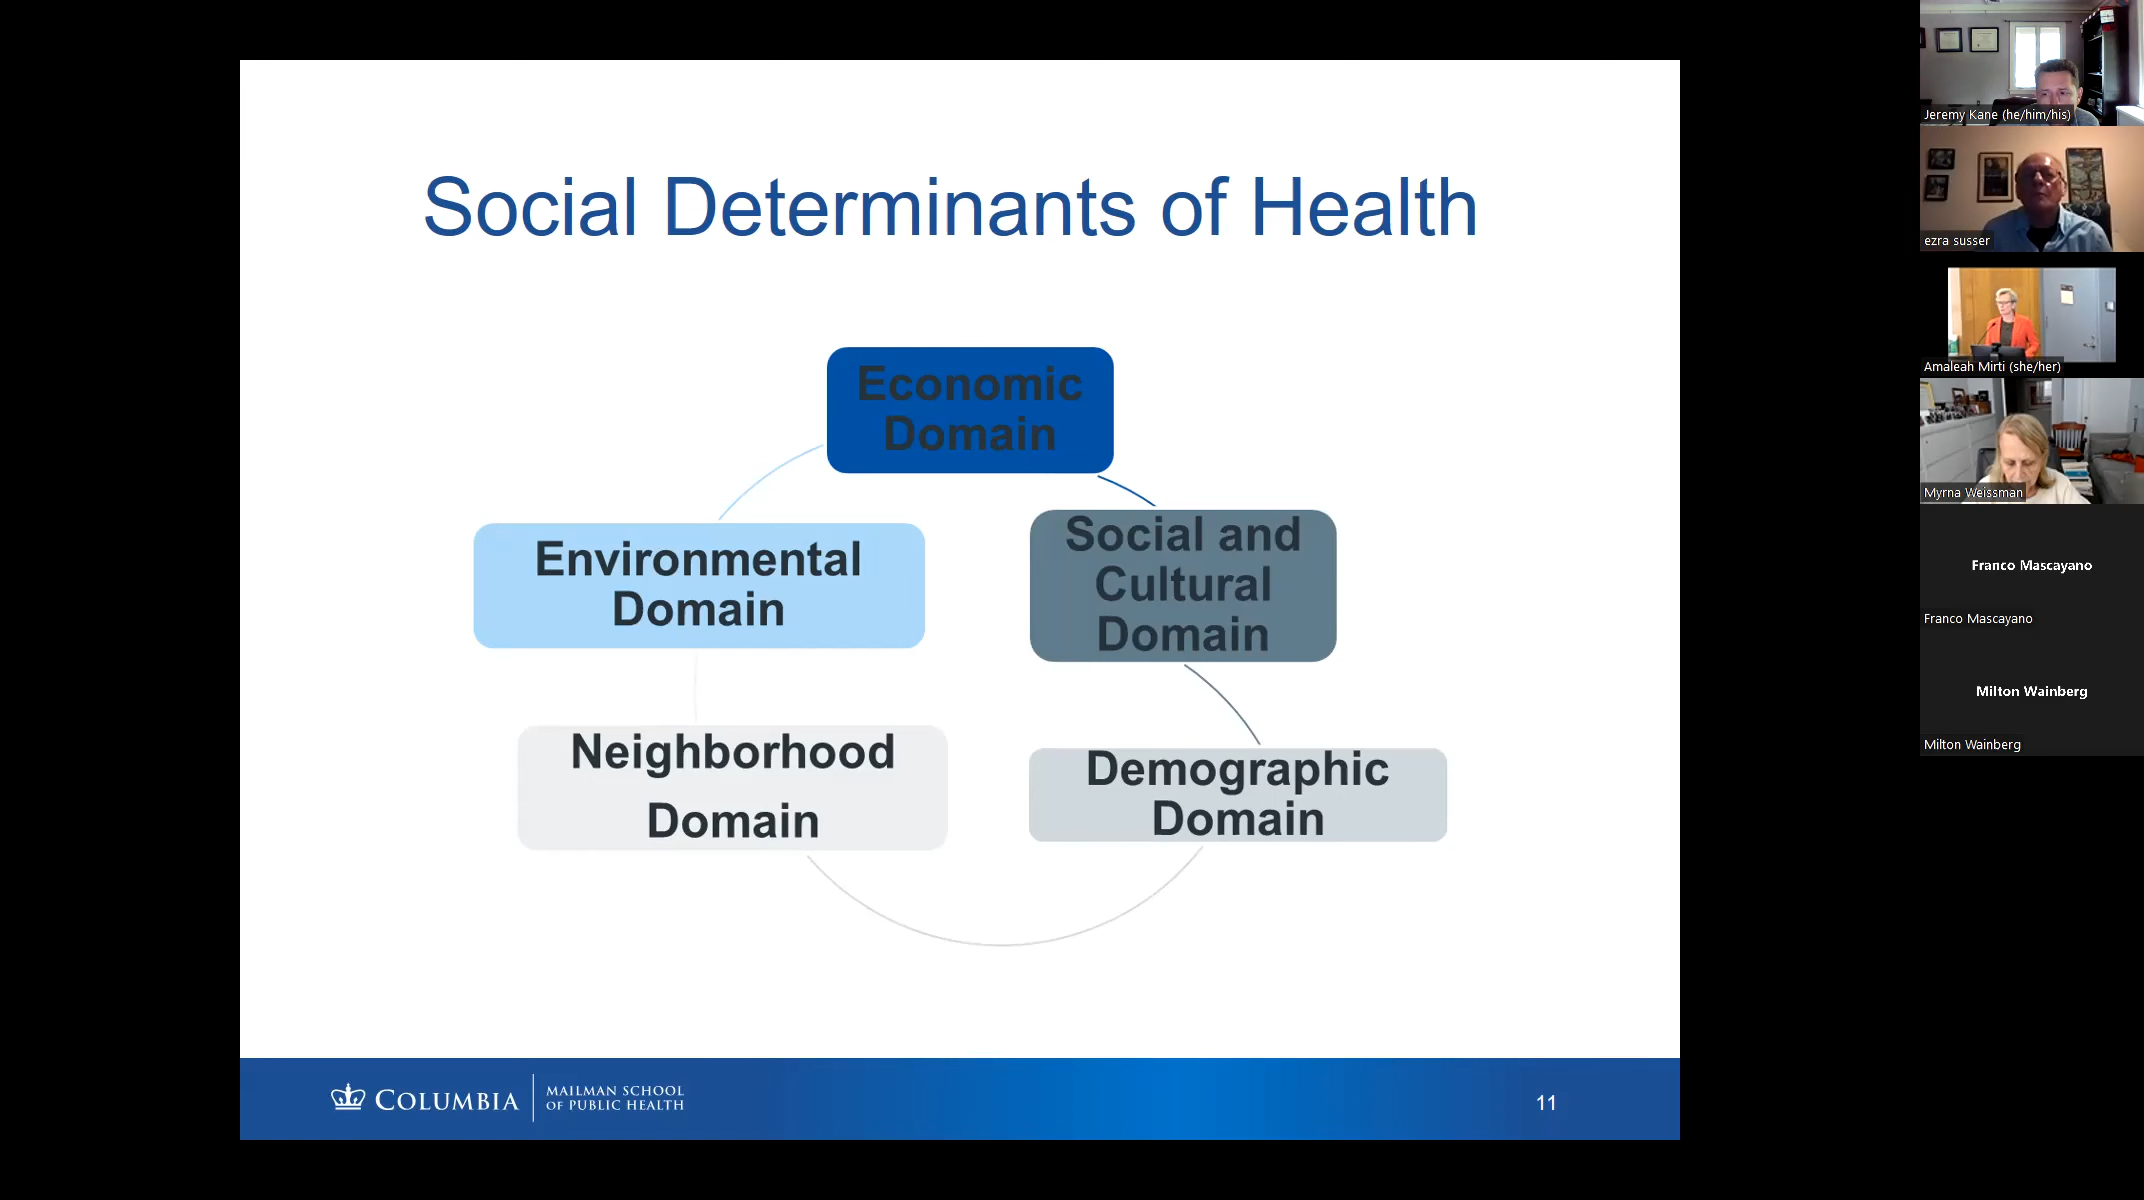 Social Determinants of Health
Economic
Domain
Environmental
Domain
Social and
Cultural
Domain
Neighborhood
Domain
Demographic
Domain
COLUMBIA
MAILMAN SCHOOL
OF PUBLIC HEALTH
11
Jeremy Kane (he/him/his)
ezra susser
Amaleah Mirti (she/her)
Myrna Weissman
Franco Mascayano
Franco Mascayano
Milton Wainberg
Milton Wainberg